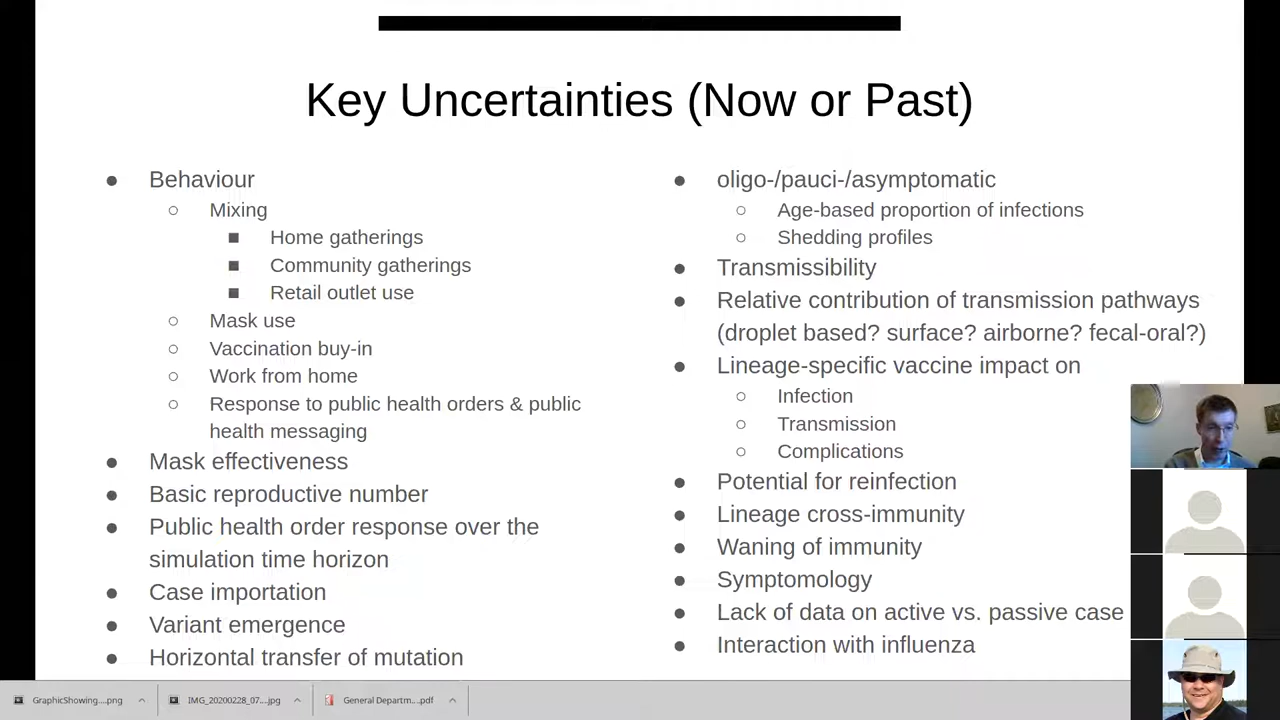 Key Uncertainties (Now or Past)
● Behaviour
○ Mixing
■ Home gatherings
■ Community gatherings
■ Retail outlet use
○ Mask use
○ Vaccination buy-in
○ Work from home
○ Response to public health orders & public
health messaging
● Mask effectiveness
● Basic reproductive number
● Public health order response over the
simulation time horizon
● Case importation
● Variant emergence
● Horizontal transfer of mutation
● oligo-/pauci-/asymptomatic
○ Age-based proportion of infections
○ Shedding profiles
● Transmissibility
● Relative contribution of transmission pathways
(droplet based? surface? airborne? fecal-oral?)
● Lineage-specific vaccine impact on
○ Infection
○ Transmission
○ Complications
● Potential for reinfection
● Lineage cross-immunity
● Waning of immunity
● Symptomology
● Lack of data on active vs. passive case
● Interaction with influenza
GraphicShowing....png
IMG_20200228_07...jpg
General Departm....pdf